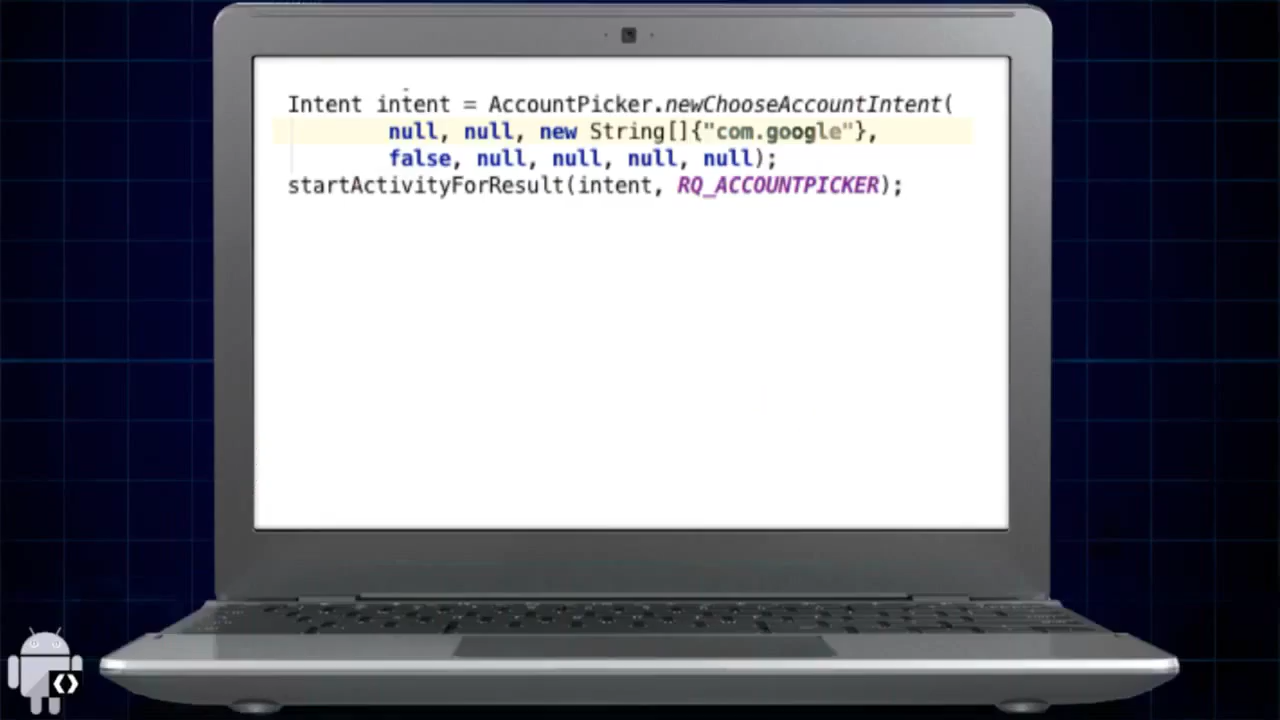 Intent intent = AccountPicker.newChooseAccountIntent(
null, null, new String[]{"com.google"},
false, null, null, null, null);
startActivityForResult(intent, RQ_ACCOUNTPICKER);